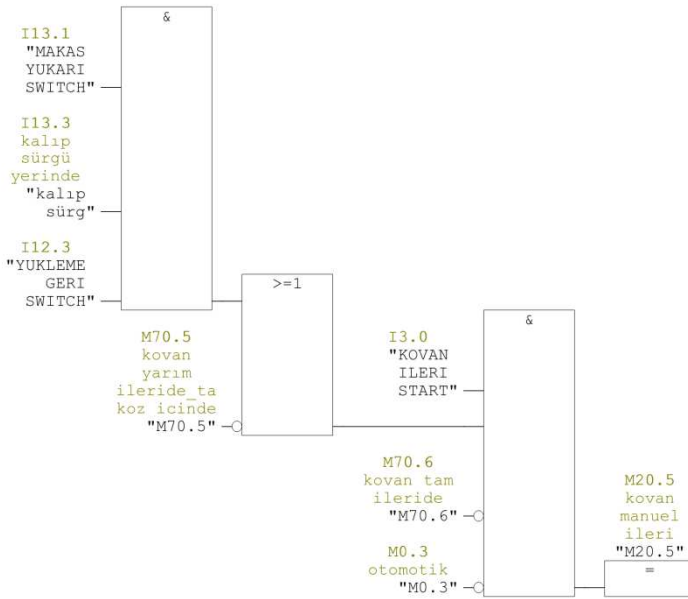 &
I13.1
"MAKAS
YUKARI
SWITCH"
I13.3
kalıp
sürgü
yerinde
"kalıp
sürg"
I12.3
"YUKLEME
GERI
SWITCH"
>=1
M70.5
kovan
yarım
ileride_ta
koz icinde
"M70.5"
&
I3.0
"KOVAN
ILERI
START"
M70.6
kovan tam
ileride
"M70.6"
M0.3
otomotik
"M0.3"
M20.5
kovan
manuel
ileri
"M20.5"
=